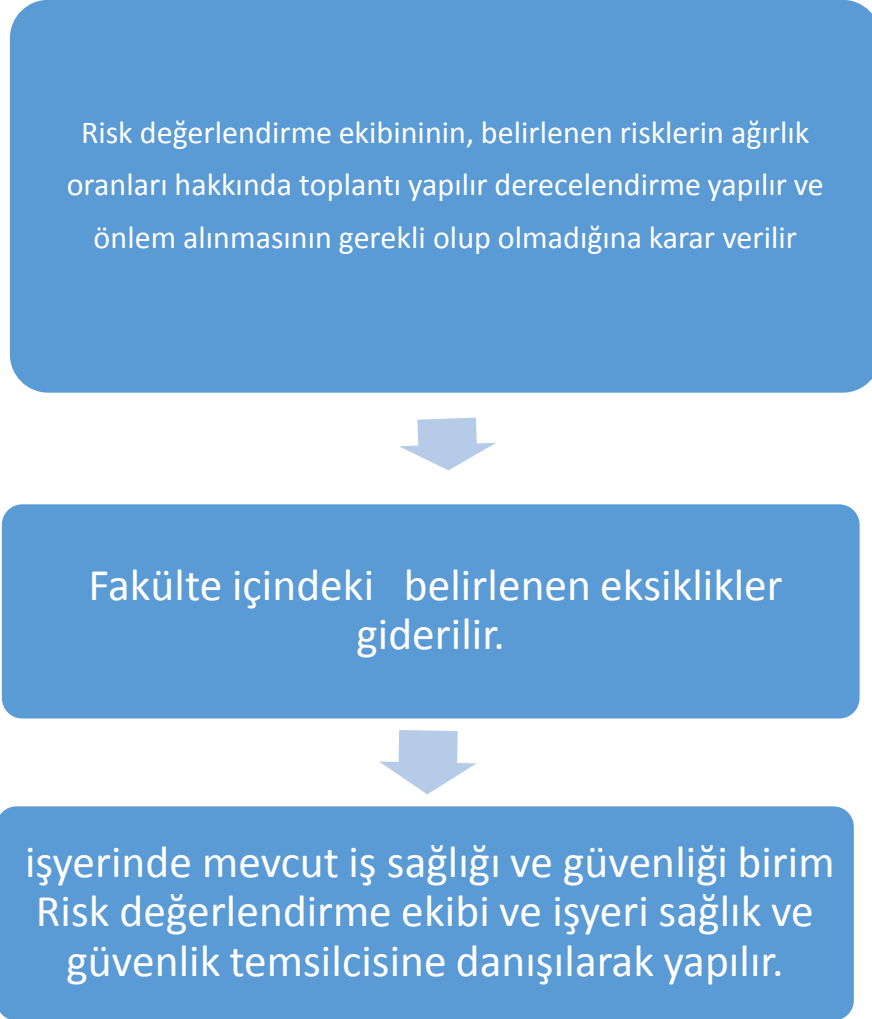 Risk değerlendirme ekibininin, belirlenen risklerin ağırlık
oranları hakkında toplantı yapılır derecelendirme yapılır ve
önlem alınmasının gerekli olup olmadığına karar verilir
Fakülte içindeki   belirlenen eksiklikler
giderilir.
işyerinde mevcut iş sağlığı ve güvenliği birim
Risk değerlendirme ekibi ve işyeri sağlık ve
güvenlik temsilcisine danışılarak yapılır.